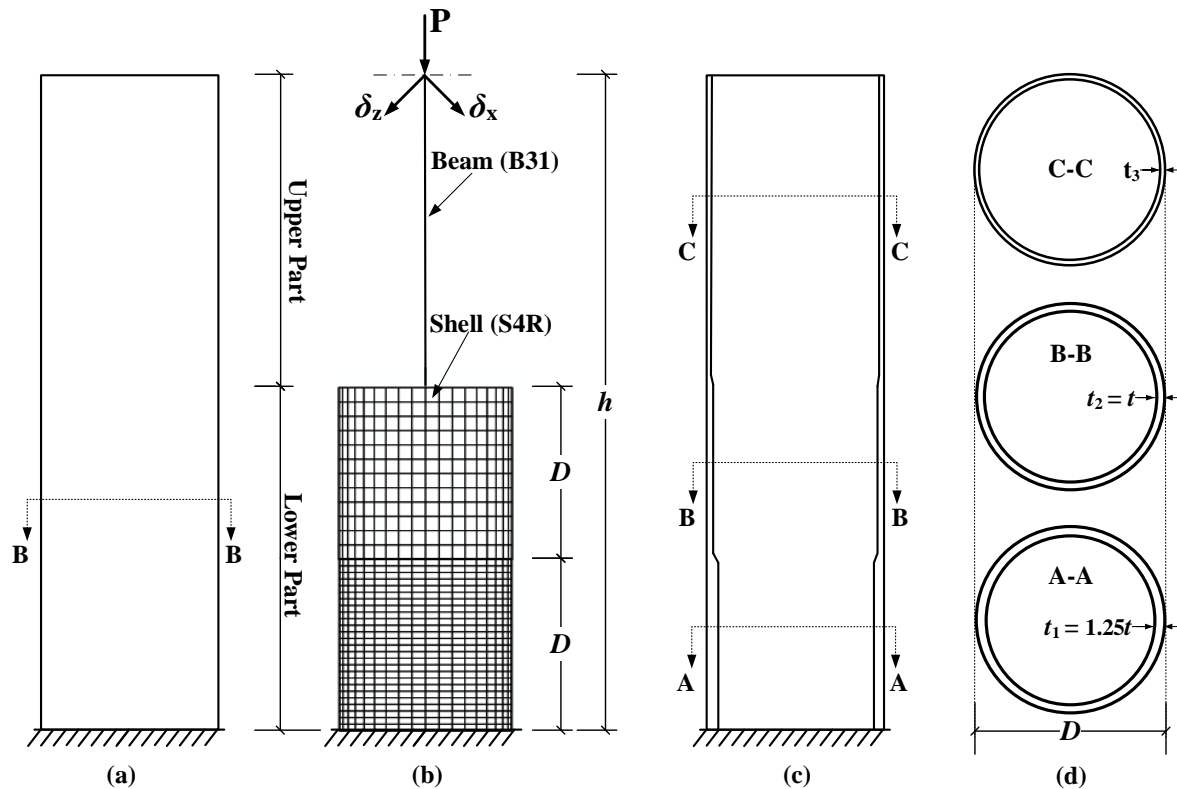 P
δz
δx
Beam (B31)
Upper Part
C-C
t3
C
C
Shell (S4R)
h
B-B
t2 = t
D
B
B
Lower Part
B
B
A-A
D
t1 = 1.25t
A
A
D
(a)
(b)
(c)
(d)